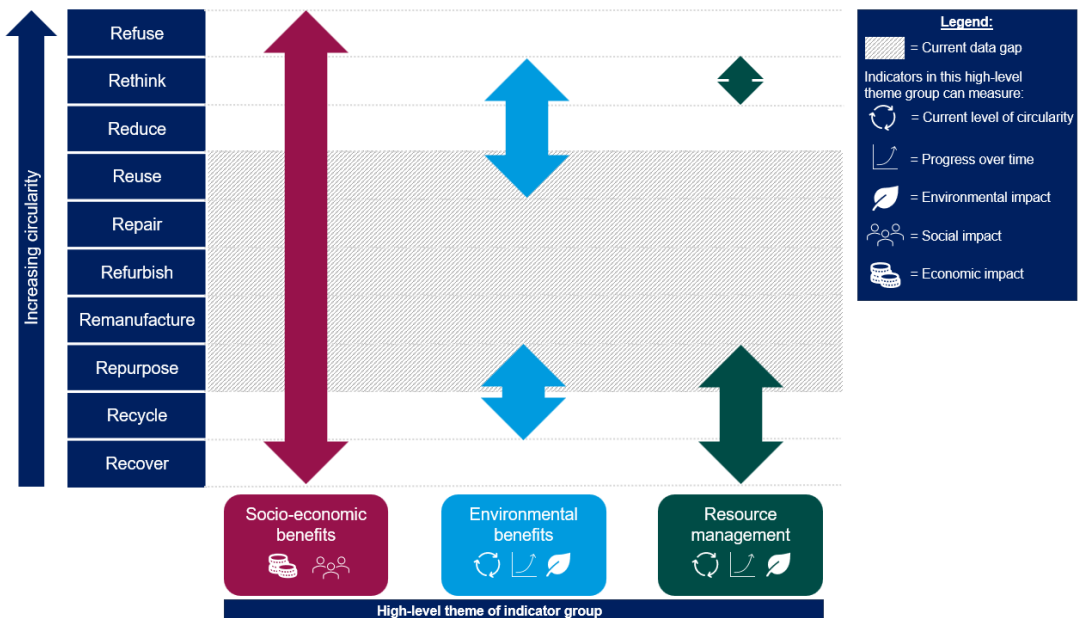 Increasing circularity
Refuse
Rethink
Reduce
Reuse
Repair
Refurbish
Remanufacture
Repurpose
Recycle
Recover
Socio-economic
benefits
Environmental
benefits
Resource
management
High-level theme of indicator group
Legend:
= Current data gap
Indicators in this high-level
theme group can measure:
= Current level of circularity
= Progress over time
= Environmental impact
= Social impact
= Economic impact